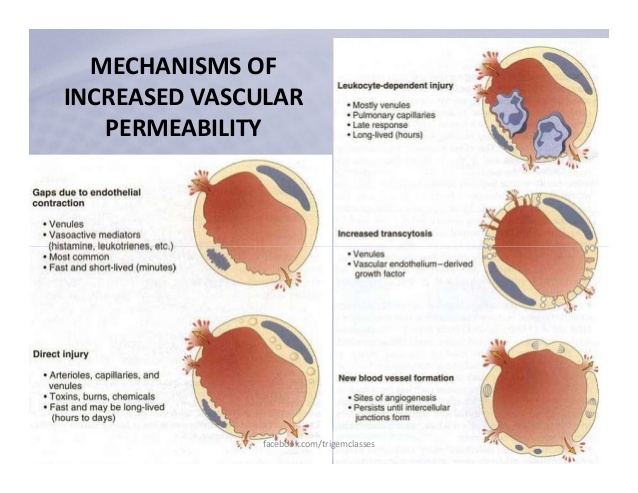 MECHANISMS OF
INCREASED VASCULAR
PERMEABILITY
Gaps due to endothelial
contraction
• Venules
• Vasoactive mediators
(histamine, leukotrienes, etc.)
• Most common
• Fast and short-lived (minutes)
Direct injury
• Arterioles, capillaries, and
venules
• Toxins, burns, chemicals
• Fast and may be long-lived
(hours to days)
Leukocyte-dependent injury
• Mostly venules
• Pulmonary capillaries
• Late response
• Long-lived (hours)
Increased transcytosis
• Venules
• Vascular endothelium–derived
growth factor
New blood vessel formation
• Sites of angiogenesis
• Persists until intercellular
junctions form
facebook.com/trigemclasses